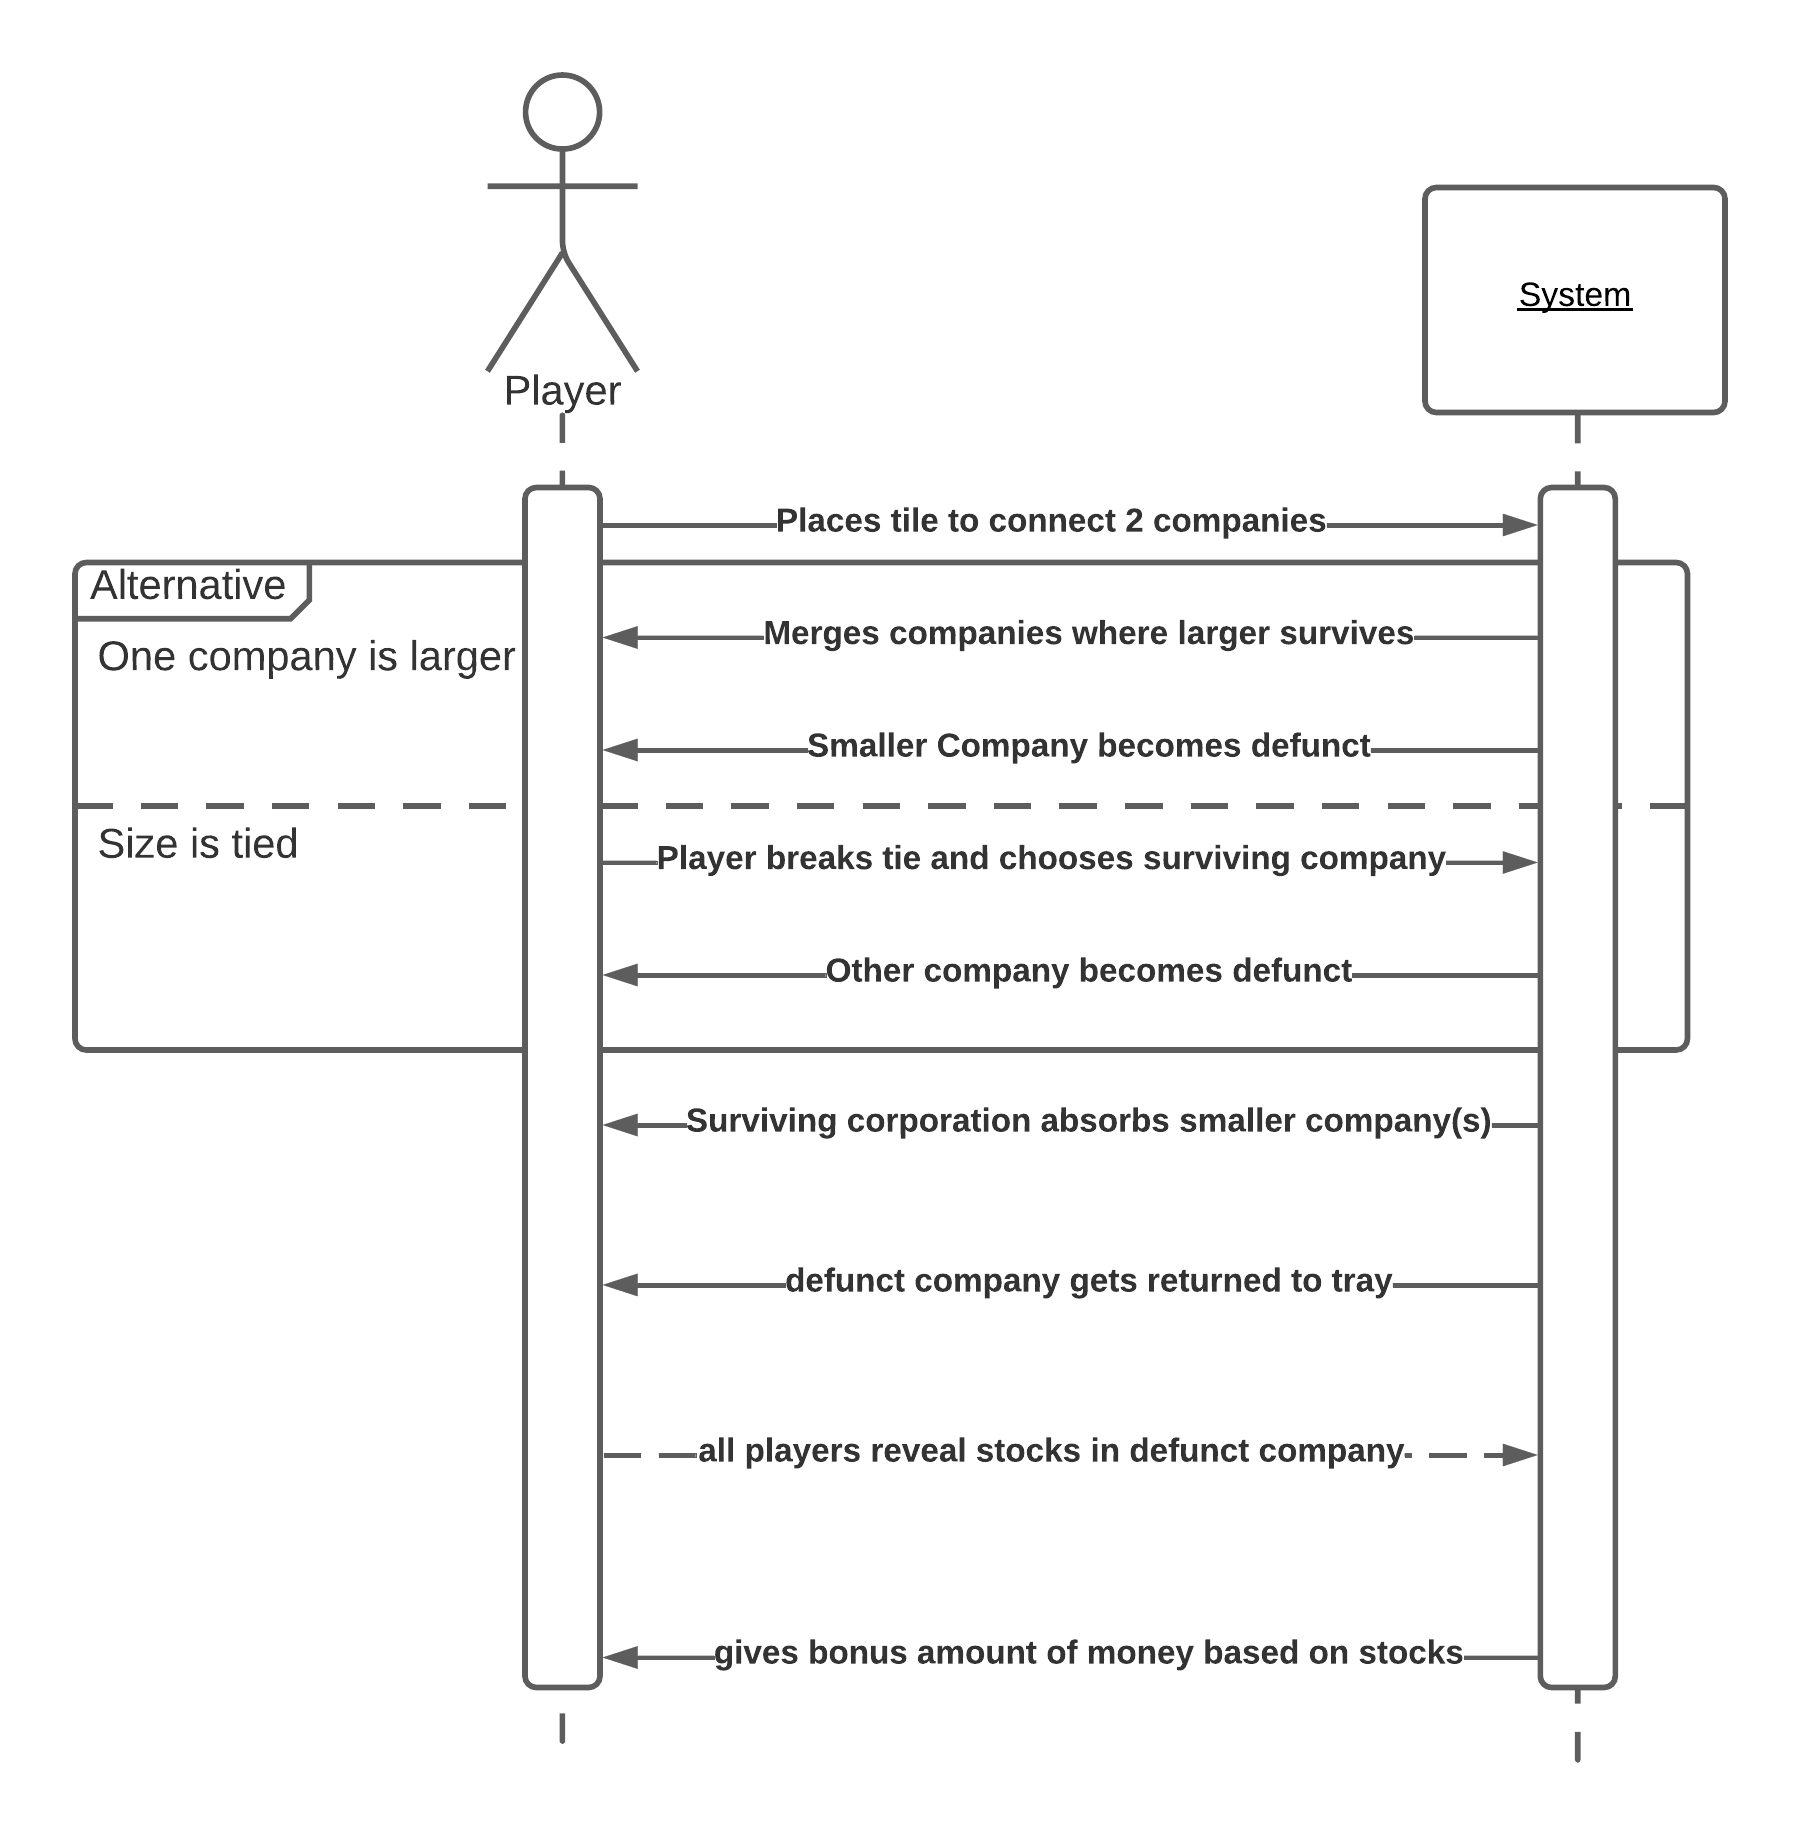 Player
System
Places tile to connect 2 companies
Alternative
One company is larger
Merges companies where larger survives
Smaller Company becomes defunct
Size is tied
Player breaks tie and chooses surviving company
Other company becomes defunct
Surviving corporation absorbs smaller company(s)
defunct company gets returned to tray
all players reveal stocks in defunct company
gives bonus amount of money based on stocks